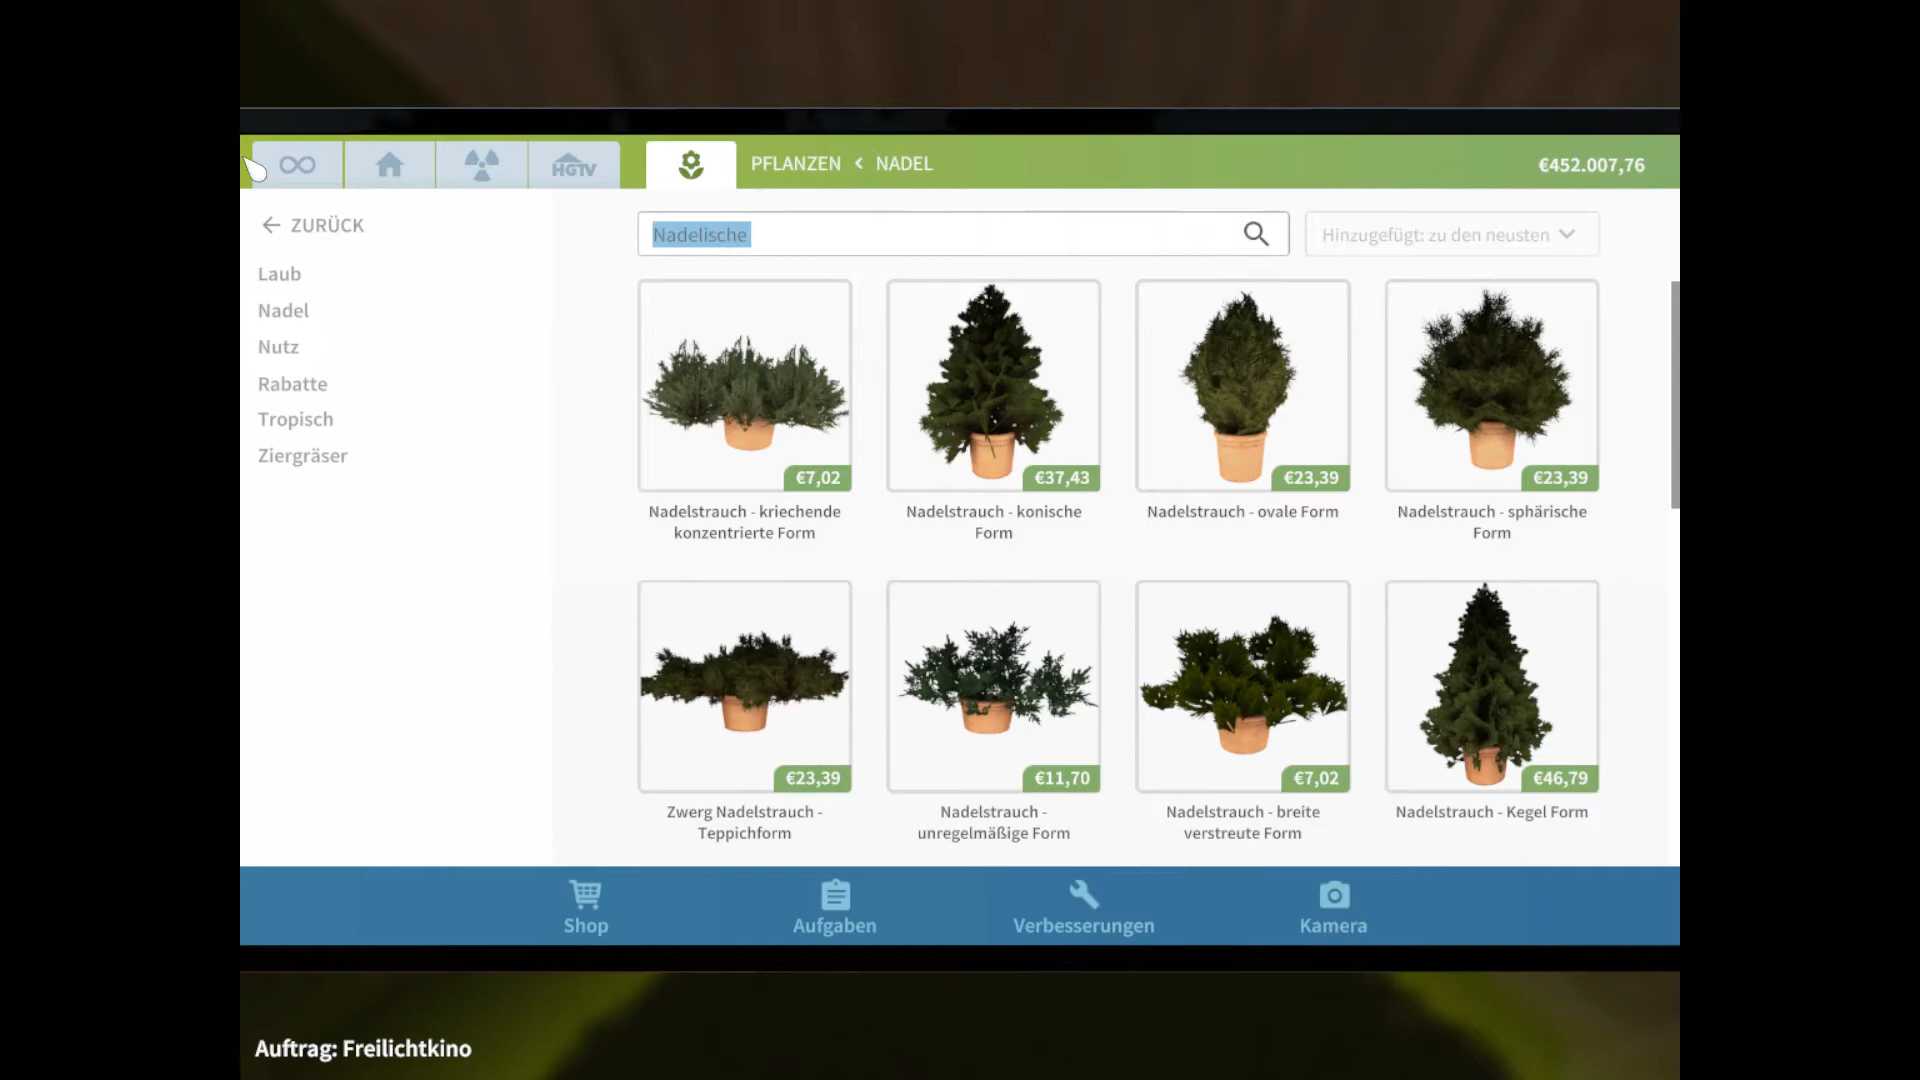 HGTV
PFLANZEN < NADEL
€452.007,76
ZURÜCK
Laub
Nadel
Nutz
Rabatte
Tropisch
Ziergräser
Nadelische
Hinzugefügt: zu den neusten
€7,02
€37,43
€23,39
€23,39
Nadelstrauch - kriechende
konzentrierte Form
Nadelstrauch - konische
Form
Nadelstrauch - ovale Form
Nadelstrauch - sphärische
Form
€23,39
€11,70
€7,02
€46,79
Zwerg Nadelstrauch -
Teppichform
Nadelstrauch -
unregelmäßige Form
Nadelstrauch - breite
verstreute Form
Nadelstrauch - Kegel Form
Shop
Aufgaben
Verbesserungen
Kamera
Auftrag: Freilichtkino